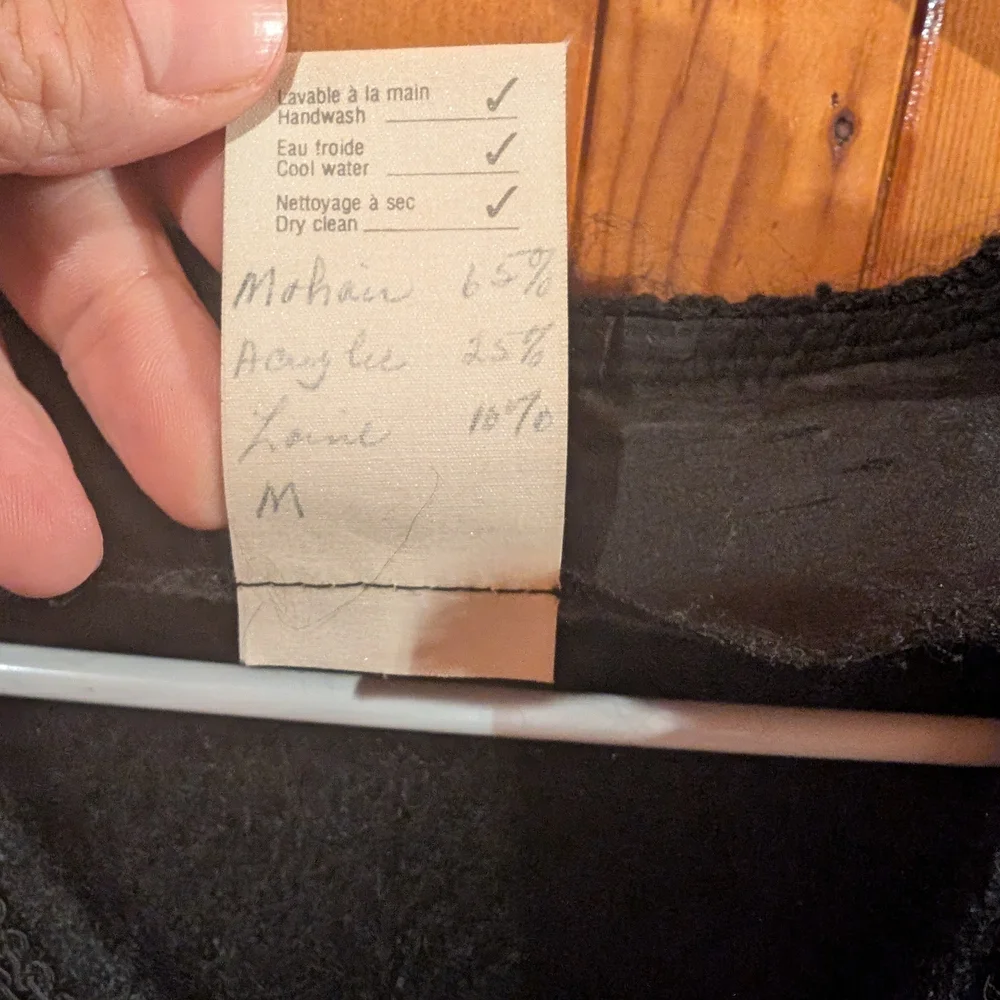 Lavable à la main ✓
Handwash
Eau froide ✓
Cool water
Nettoyage à sec ✓
Dry clean
Mohair 65%
Acrylic 25%
Laine 10%
M